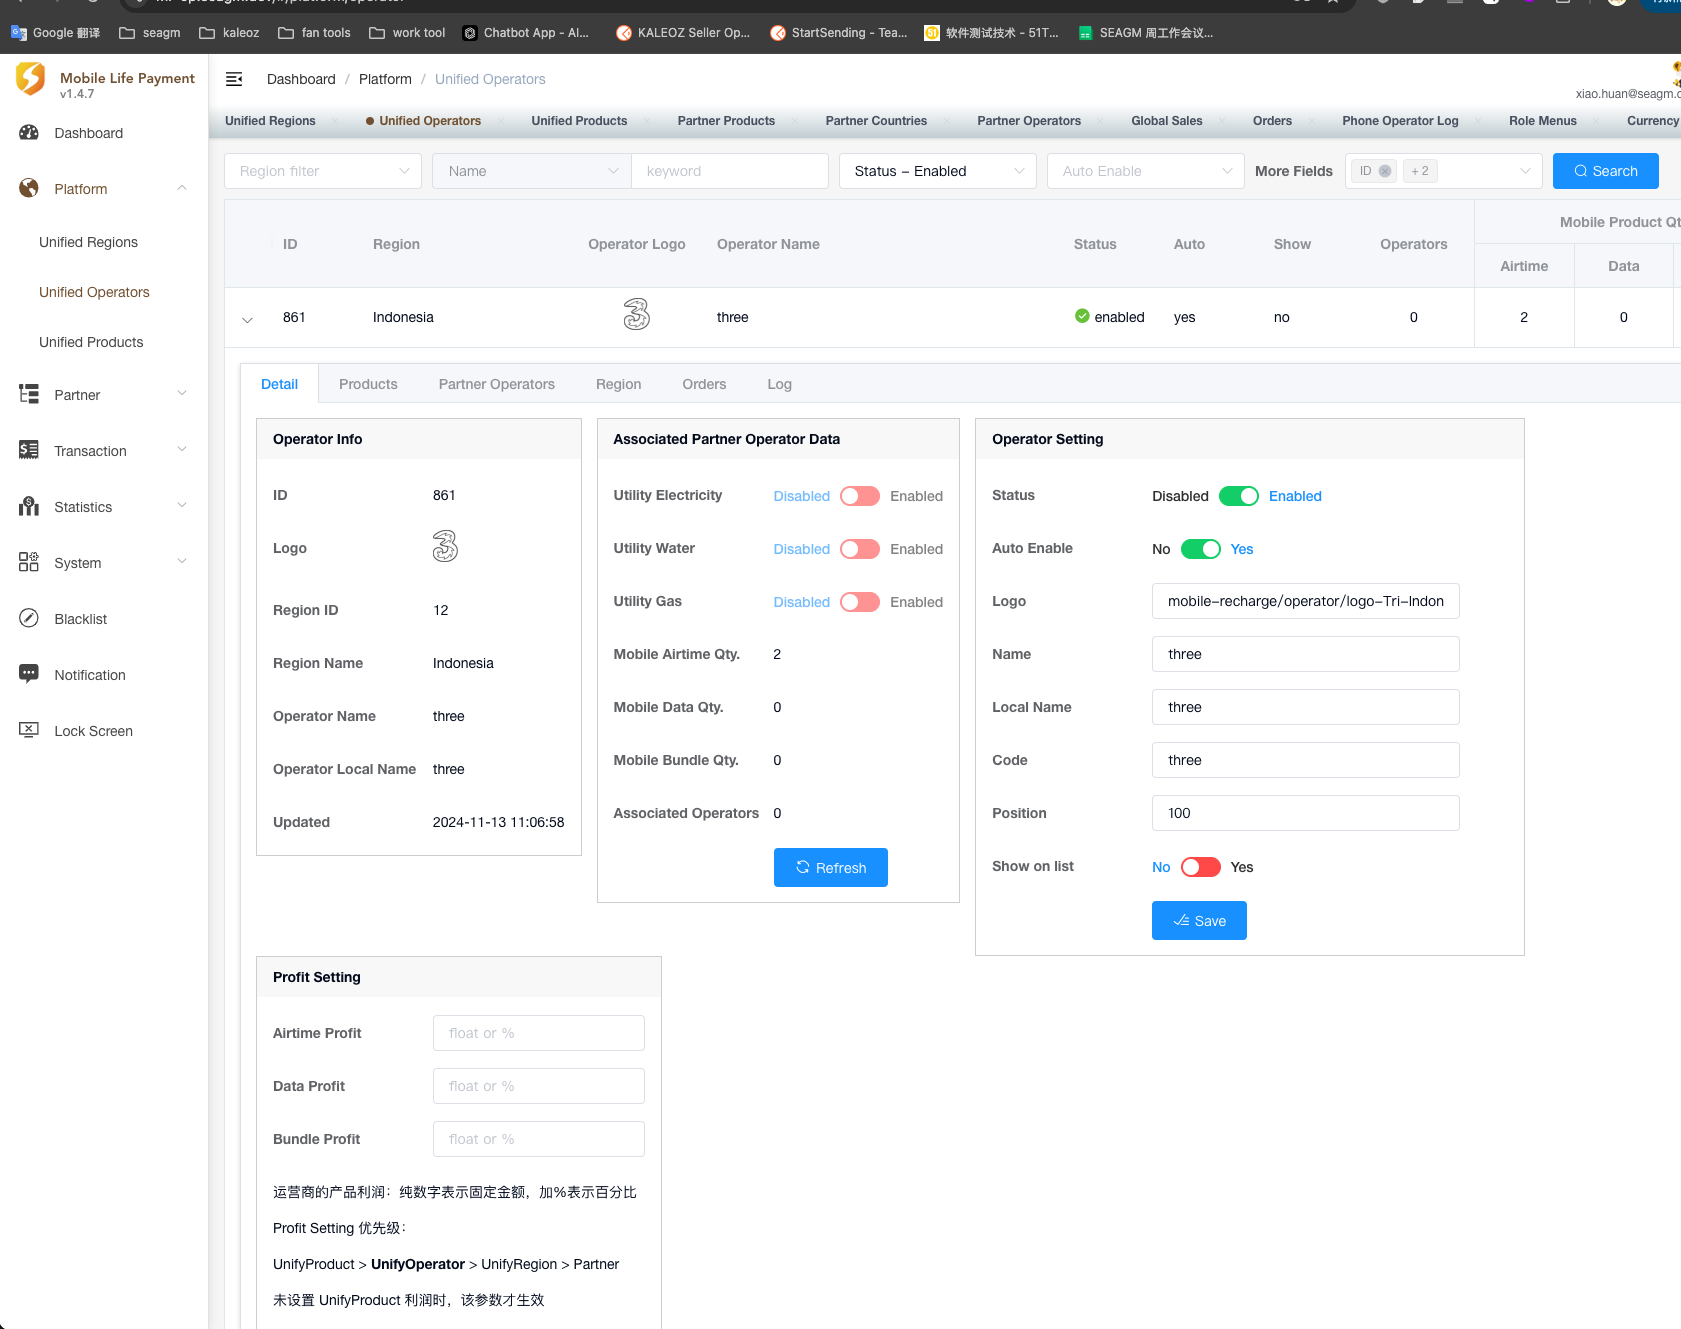 Google 翻译
seagm
kaleoz
fan tools
work tool
Chatbot App - AI...
KALEOZ Seller Op...
StartSending - Tea...
软件测试技术 - 51T...
SEAGM 周工作会议...
Mobile Life Payment
v1.4.7
Dashboard / Platform / Unified Operators
xiao.huan@seagm.c
Unified Regions
Unified Operators
Unified Products
Partner Products
Partner Countries
Partner Operators
Global Sales
Orders
Phone Operator Log
Role Menus
Currency
Dashboard
Platform
Unified Regions
Unified Operators
Unified Products
Partner
Transaction
Statistics
System
Blacklist
Notification
Lock Screen
Region filter
Name
keyword
Status – Enabled
Auto Enable
More Fields
ID
+ 2
Search
ID
Region
Operator Logo
Operator Name
Status
Auto
Show
Operators
Mobile Product Qt
Airtime
Data
861
Indonesia
three
enabled
yes
no
0
2
0
Detail
Products
Partner Operators
Region
Orders
Log
Operator Info
ID 861
Logo
Region ID 12
Region Name Indonesia
Operator Name three
Operator Local Name three
Updated 2024-11-13 11:06:58
Associated Partner Operator Data
Utility Electricity Disabled Enabled
Utility Water Disabled Enabled
Utility Gas Disabled Enabled
Mobile Airtime Qty. 2
Mobile Data Qty. 0
Mobile Bundle Qty. 0
Associated Operators 0
Refresh
Operator Setting
Status Disabled Enabled
Auto Enable No Yes
Logo mobile-recharge/operator/logo-Tri-Indon
Name three
Local Name three
Code three
Position 100
Show on list No Yes
Save
Profit Setting
Airtime Profit float or %
Data Profit float or %
Bundle Profit float or %
运营商的产品利润：纯数字表示固定金额，加%表示百分比
Profit Setting 优先级：
UnifyProduct > UnifyOperator > UnifyRegion > Partner
未设置 UnifyProduct 利润时，该参数才生效